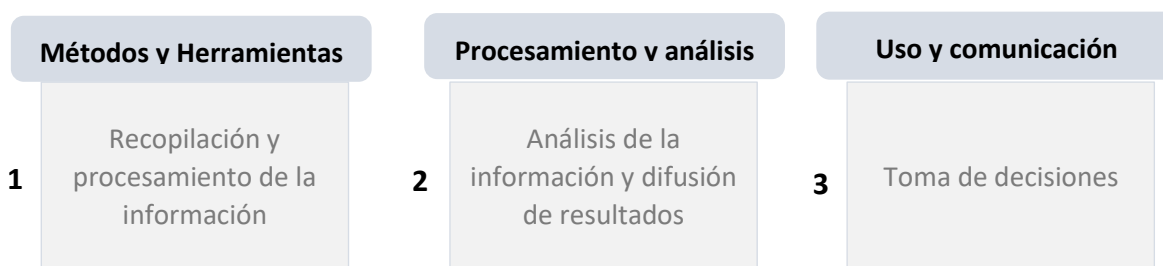 Métodos y Herramientas
Recopilación y
procesamiento de la
información
1
Procesamiento y análisis
Análisis de la
información y difusión
de resultados
2
Uso y comunicación
Toma de decisiones
3